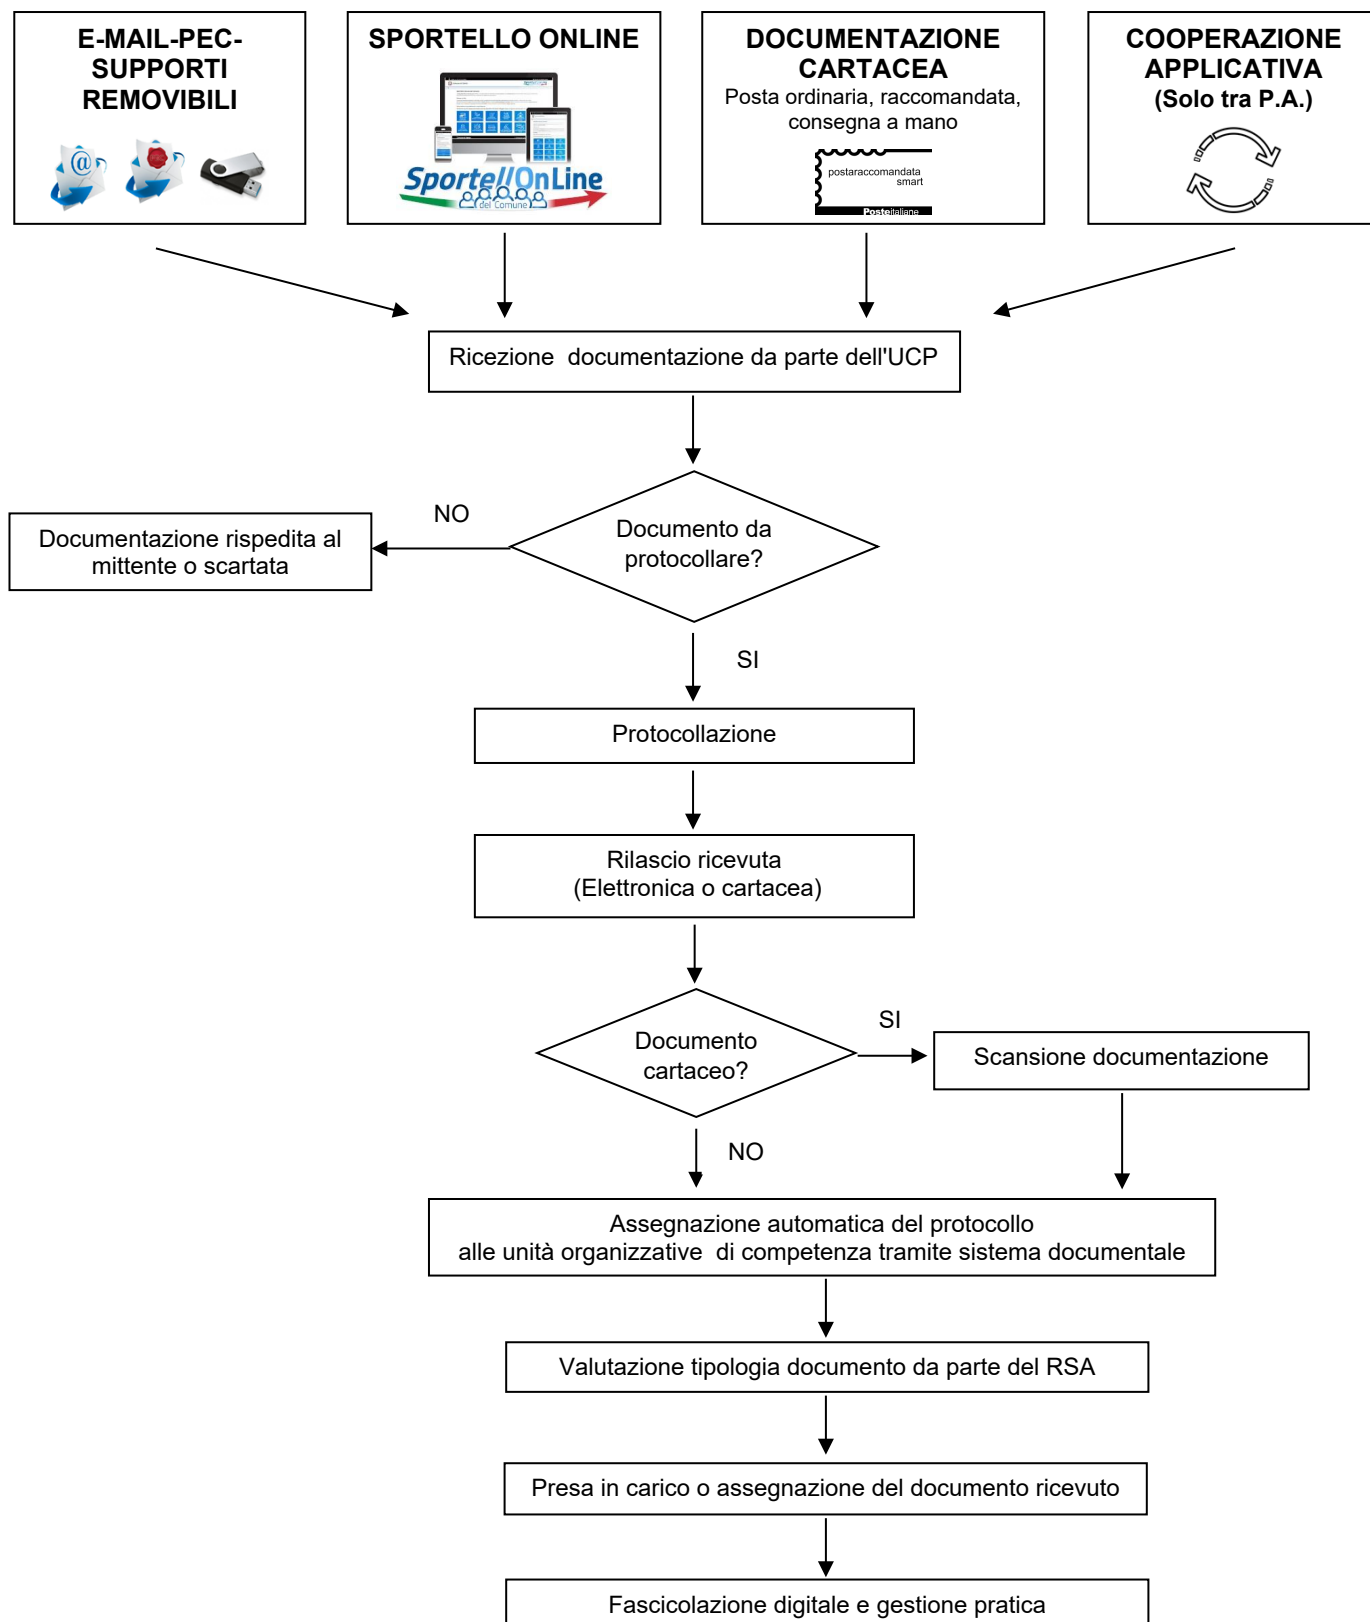 E-MAIL-PEC-
SUPPORTI
REMOVIBILI
@
SPORTELLO ONLINE
SportellOnLine
del Comune
DOCUMENTAZIONE
CARTACEA
Posta ordinaria, raccomandata,
consegna a mano
postaraccomandata
smart
Posteitaliane
COOPERAZIONE
APPLICATIVA
(Solo tra P.A.)
Ricezione documentazione da parte dell'UCP
Documento da
protocollare?
NO
Documentazione rispedita al
mittente o scartata
SI
Protocollazione
Rilascio ricevuta
(Elettronica o cartacea)
Documento
cartaceo?
SI
Scansione documentazione
NO
Assegnazione automatica del protocollo
alle unità organizzative di competenza tramite sistema documentale
Valutazione tipologia documento da parte del RSA
Presa in carico o assegnazione del documento ricevuto
Fascicolazione digitale e gestione pratica